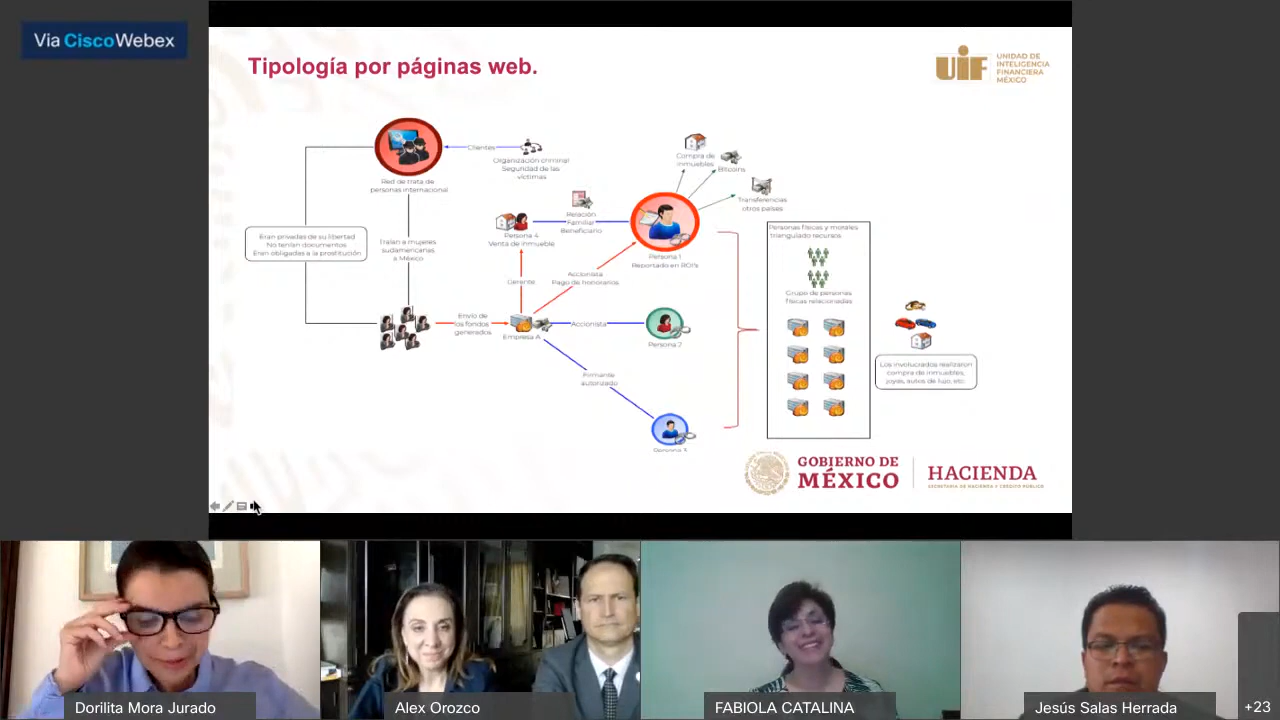 Via Cisco Webex
Tipología por páginas web.
UIF
UNIDAD DE
INTELIGENCIA
FINANCIERA
MÉXICO
Clientes
Organización criminal
Seguridad de las
víctimas
Red de trata de
personas internacional
Compra de
inmuebles
Bitcoins
Transferencias
otros países
Relación
Familiar
Beneficiario
Persona 4
Venta de inmueble
Persona 1
Reportado en ROI's
Eran privadas de su libertad
No tenían documentos
Eran obligadas a la prostitución
Traían a mujeres
sudamericanas
a México
Gerente
Accionista
Pago de honorarios
Personas físicas y morales
triangulado recursos.
Grupo de personas
físicas relacionadas
Envío de
los fondos
generados
Empresa A
Accionista
Persona 2
Firmante
autorizado
Persona 3
Los involucrados realizaron
compra de inmuebles,
joyas, autos de lujo, etc.
GOBIERNO DE
MÉXICO
HACIENDA
SECRETARÍA DE HACIENDA Y CRÉDITO PÚBLICO
Dorilita Mora Jurado
Alex Orozco
FABIOLA CATALINA
Jesús Salas Herrada
+23